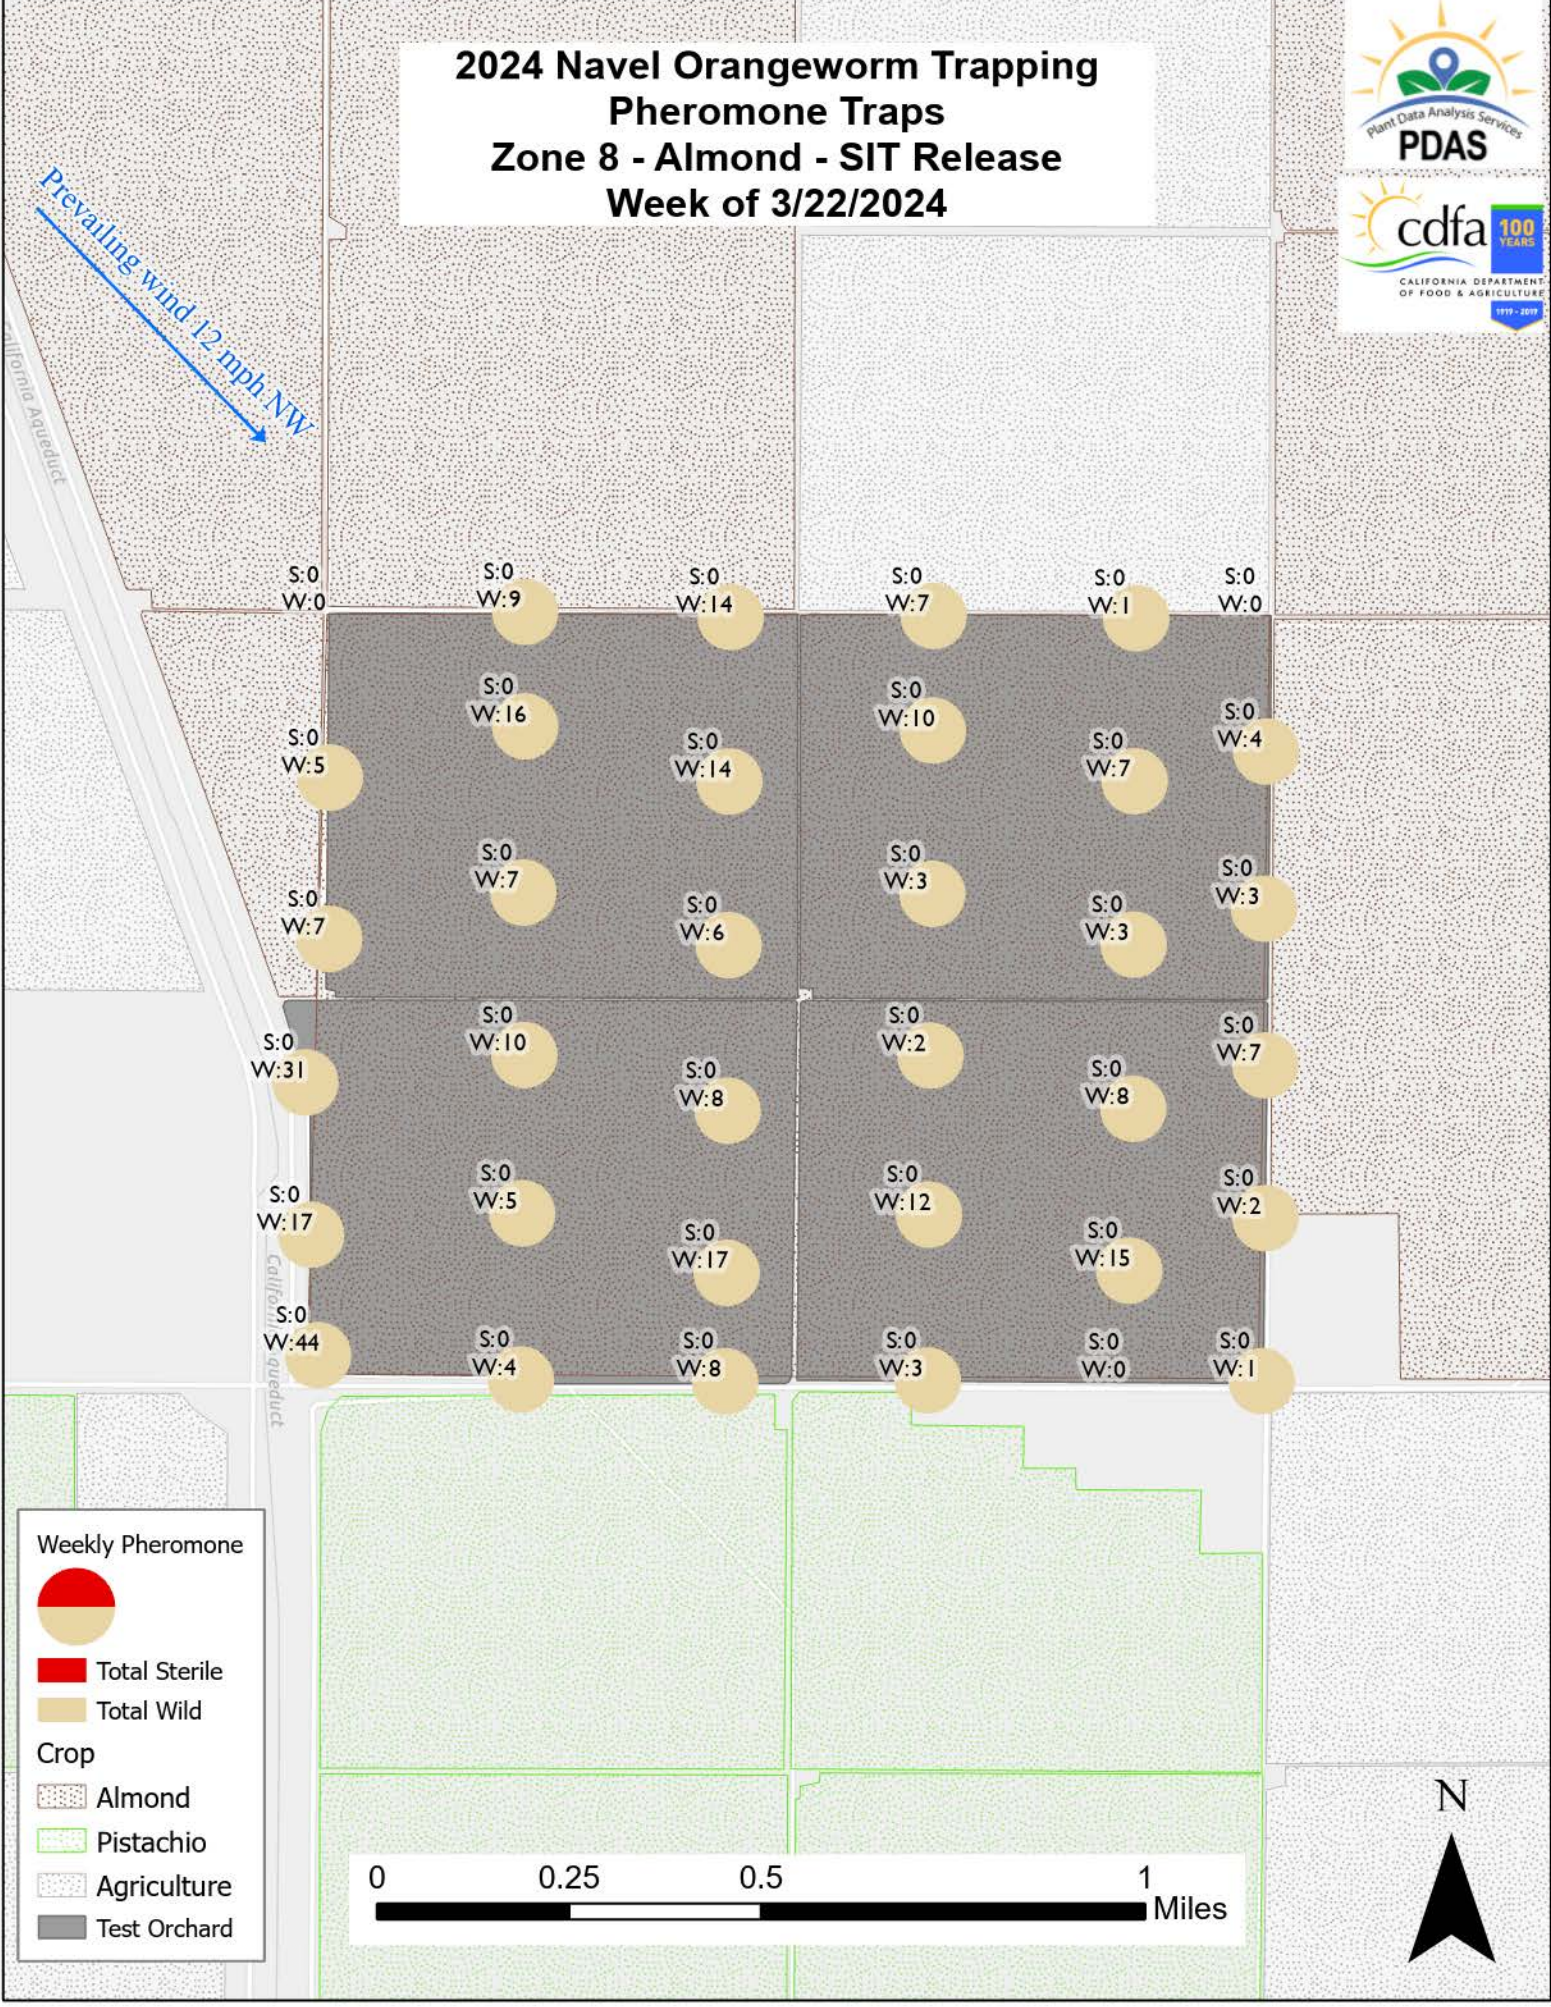 2024 Navel Orangeworm Trapping
Pheromone Traps
Zone 8 - Almond - SIT Release
Week of 3/22/2024
Plant Data Analysis Services
PDAS
cdfa
100
YEARS
CALIFORNIA DEPARTMENT
OF FOOD & AGRICULTURE
1919 - 2019
Prevailing wind 12 mph NW
California Aqueduct
S:0
W:0
S:0
W:9
S:0
W:14
S:0
W:7
S:0
W:1
S:0
W:0
S:0
W:16
S:0
W:10
S:0
W:4
S:0
W:5
S:0
W:14
S:0
W:7
S:0
W:7
S:0
W:3
S:0
W:3
S:0
W:7
S:0
W:6
S:0
W:3
S:0
W:31
S:0
W:10
S:0
W:2
S:0
W:7
S:0
W:8
S:0
W:8
S:0
W:17
S:0
W:5
S:0
W:12
S:0
W:2
S:0
W:17
S:0
W:15
S:0
W:44
S:0
W:4
S:0
W:8
S:0
W:3
S:0
W:0
S:0
W:1
Weekly Pheromone
Total Sterile
Total Wild
Crop
Almond
Pistachio
Agriculture
Test Orchard
0 0.25 0.5 1
Miles
N